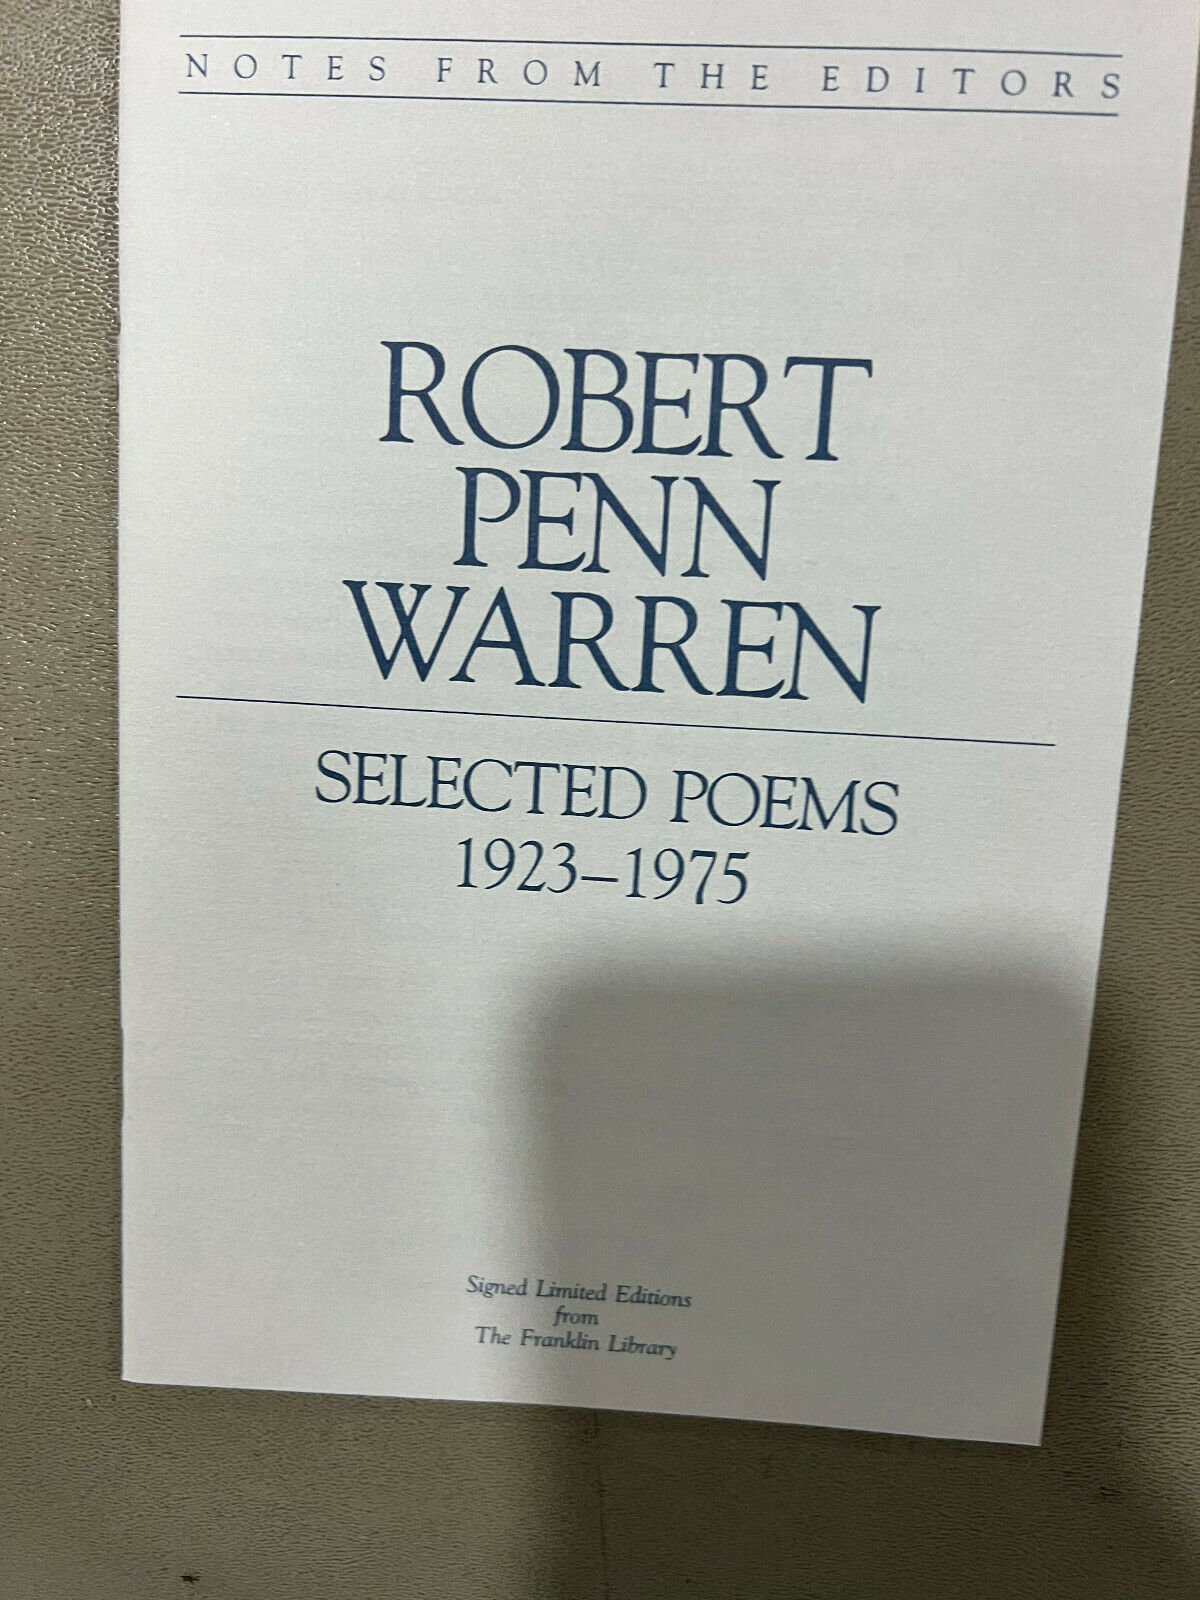 NOTES FROM THE EDITORS
ROBERT
PENN
WARREN
SELECTED POEMS
1923–1975
Signed Limited Editions
from
The Franklin Library